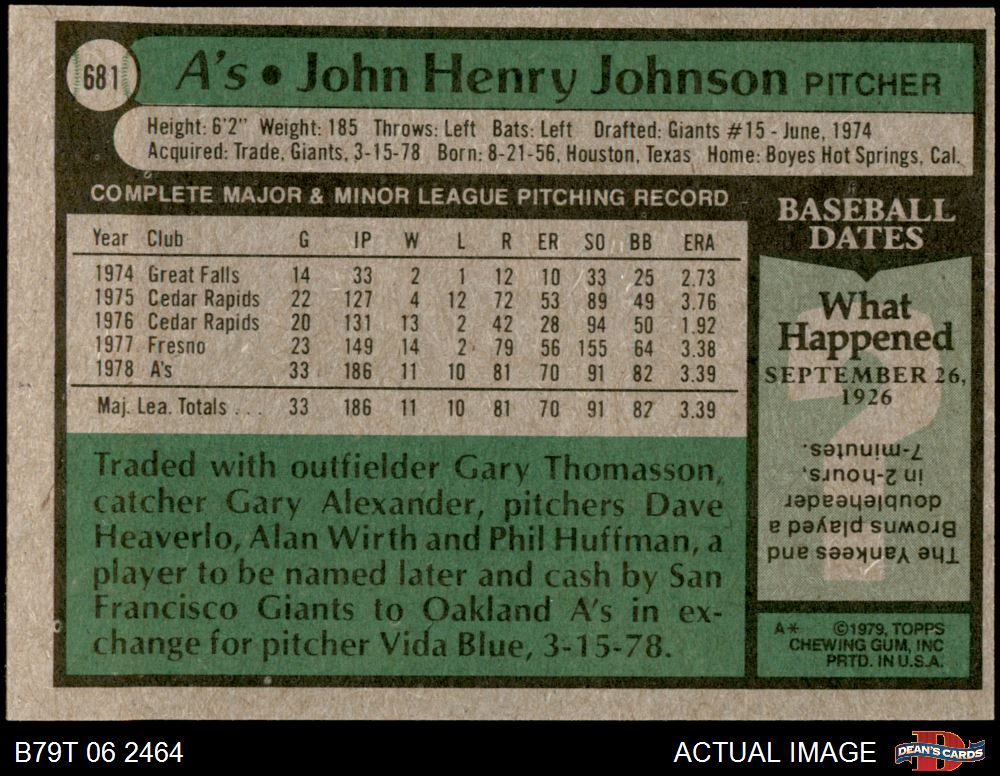 681 A's • John Henry Johnson PITCHER
Height: 6'2" Weight: 185 Throws: Left Bats: Left Drafted: Giants #15 - June, 1974
Acquired: Trade, Giants, 3-15-78 Born: 8-21-56, Houston, Texas Home: Boyes Hot Springs, Cal.
COMPLETE MAJOR & MINOR LEAGUE PITCHING RECORD
Year Club G IP W L R ER SO BB ERA
1974 Great Falls 14 33 2 1 12 10 33 25 2.73
1975 Cedar Rapids 22 127 4 12 72 53 89 49 3.76
1976 Cedar Rapids 20 131 13 2 42 28 94 50 1.92
1977 Fresno 23 149 14 2 79 56 155 64 3.38
1978 A's 33 186 11 10 81 70 91 82 3.39
Maj. Lea. Totals . . . 33 186 11 10 81 70 91 82 3.39
Traded with outfielder Gary Thomasson,
catcher Gary Alexander, pitchers Dave
Heaverlo, Alan Wirth and Phil Huffman, a
player to be named later and cash by San
Francisco Giants to Oakland A's in ex-
change for pitcher Vida Blue, 3-15-78.
BASEBALL
DATES
What
Happened
SEPTEMBER 26,
1926
?
The Yankees and
Browns played a
doubleheader
in 2-hours,
7-minutes.
A* ©1979, TOPPS
CHEWING GUM, INC
PRTD. IN U.S.A.
B79T 06 2464 ACTUAL IMAGE DEAN'S CARDS